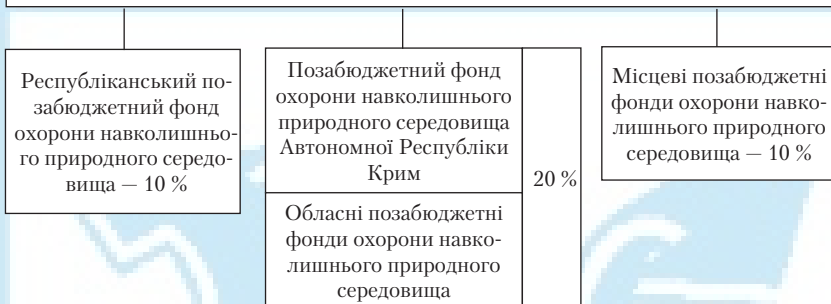 Республіканський по-
забюджетний фонд
охорони навколишньо-
го природного середо-
вища — 10 %
Позабюджетний фонд
охорони навколишнього
природного середовища
Автономної Республіки
Крим
Обласні позабюджетні
фонди охорони навко-
лишнього природного
середовища
20 %
Місцеві позабюджетні
фонди охорони навко-
лишнього природного
середовища — 10 %